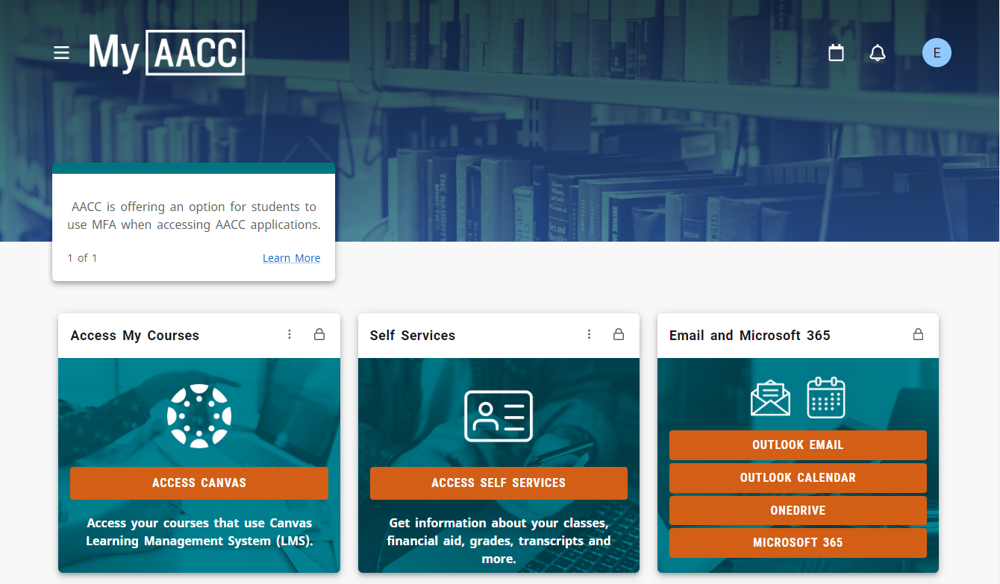 My AACC
E
AACC is offering an option for students to
use MFA when accessing AACC applications.
1 of 1
Learn More
Access My Courses
ACCESS CANVAS
Access your courses that use Canvas
Learning Management System (LMS).
Self Services
ACCESS SELF SERVICES
Get information about your classes,
financial aid, grades, transcripts and
more.
Email and Microsoft 365
OUTLOOK EMAIL
OUTLOOK CALENDAR
ONEDRIVE
MICROSOFT 365